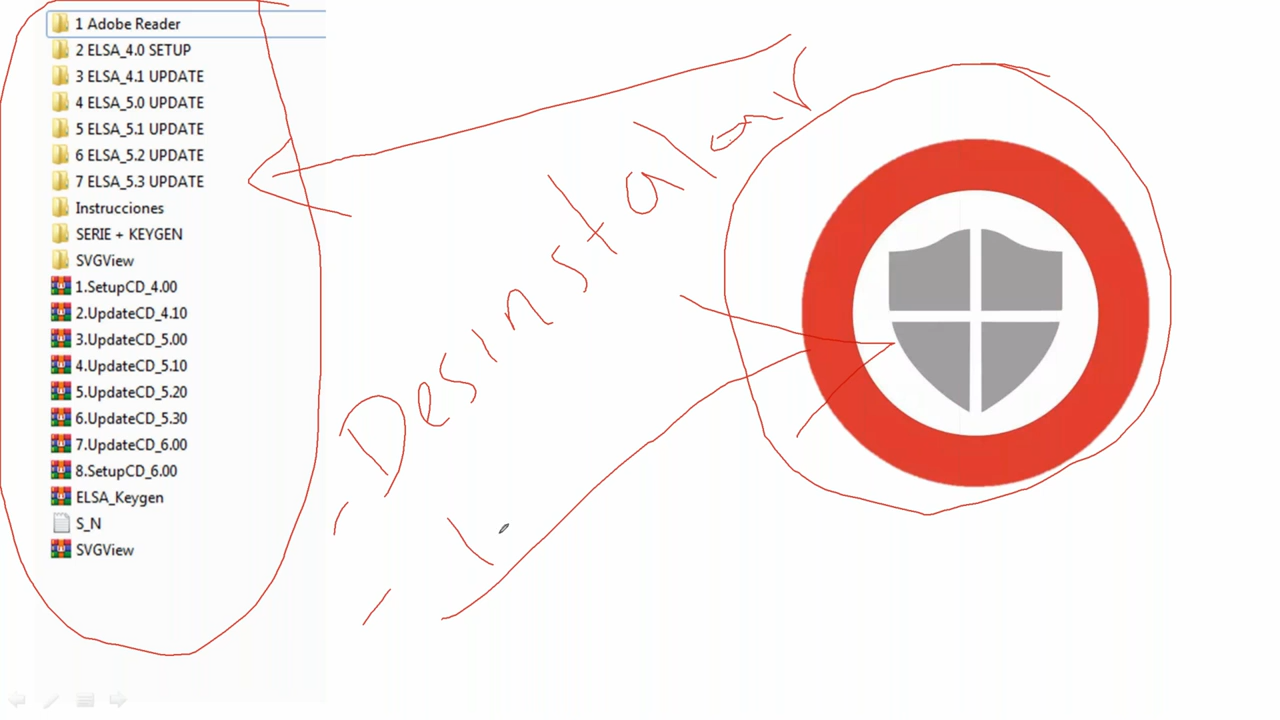 1 Adobe Reader
2 ELSA_4.0 SETUP
3 ELSA_4.1 UPDATE
4 ELSA_5.0 UPDATE
5 ELSA_5.1 UPDATE
6 ELSA_5.2 UPDATE
7 ELSA_5.3 UPDATE
Instrucciones
SERIE + KEYGEN
SVGView
1.SetupCD_4.00
2.UpdateCD_4.10
3.UpdateCD_5.00
4.UpdateCD_5.10
5.UpdateCD_5.20
6.UpdateCD_5.30
7.UpdateCD_6.00
8.SetupCD_6.00
ELSA_Keygen
S_N
SVGView
- Desinstalar